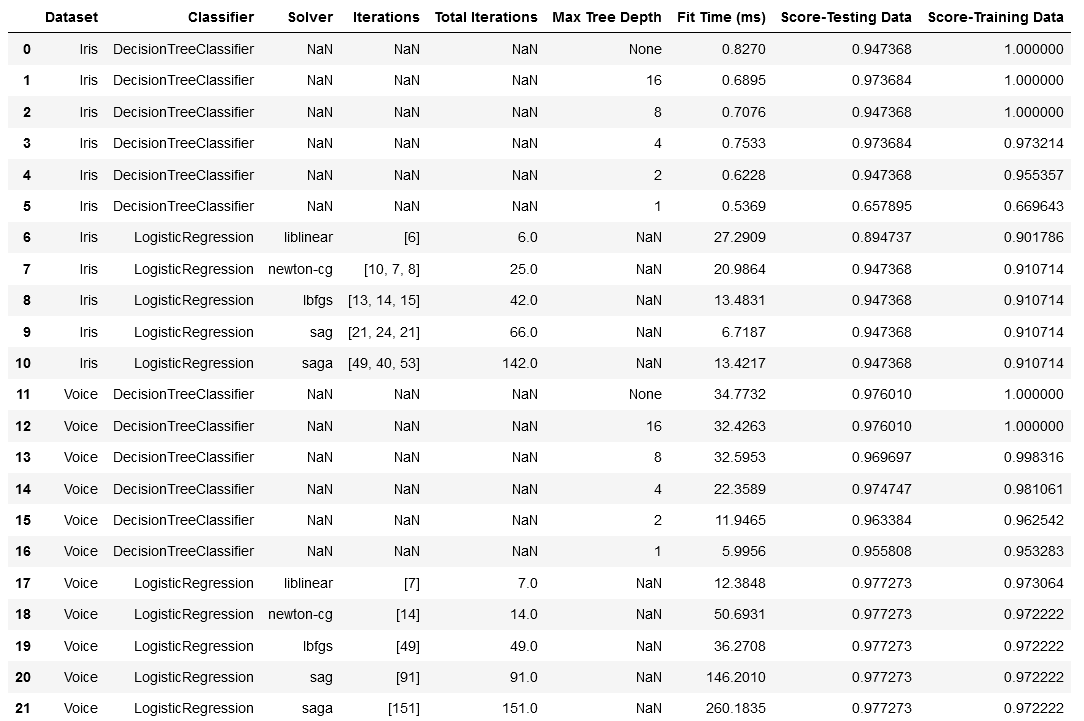 Dataset Classifier Solver Iterations Total Iterations Max Tree Depth Fit Time (ms) Score-Testing Data Score-Training Data
0 Iris DecisionTreeClassifier NaN NaN NaN None 0.8270 0.947368 1.000000
1 Iris DecisionTreeClassifier NaN NaN NaN 16 0.6895 0.973684 1.000000
2 Iris DecisionTreeClassifier NaN NaN NaN 8 0.7076 0.947368 1.000000
3 Iris DecisionTreeClassifier NaN NaN NaN 4 0.7533 0.973684 0.973214
4 Iris DecisionTreeClassifier NaN NaN NaN 2 0.6228 0.947368 0.955357
5 Iris DecisionTreeClassifier NaN NaN NaN 1 0.5369 0.657895 0.669643
6 Iris LogisticRegression liblinear [6] 6.0 NaN 27.2909 0.894737 0.901786
7 Iris LogisticRegression newton-cg [10, 7, 8] 25.0 NaN 20.9864 0.947368 0.910714
8 Iris LogisticRegression lbfgs [13, 14, 15] 42.0 NaN 13.4831 0.947368 0.910714
9 Iris LogisticRegression sag [21, 24, 21] 66.0 NaN 6.7187 0.947368 0.910714
10 Iris LogisticRegression saga [49, 40, 53] 142.0 NaN 13.4217 0.947368 0.910714
11 Voice DecisionTreeClassifier NaN NaN NaN None 34.7732 0.976010 1.000000
12 Voice DecisionTreeClassifier NaN NaN NaN 16 32.4263 0.976010 1.000000
13 Voice DecisionTreeClassifier NaN NaN NaN 8 32.5953 0.969697 0.998316
14 Voice DecisionTreeClassifier NaN NaN NaN 4 22.3589 0.974747 0.981061
15 Voice DecisionTreeClassifier NaN NaN NaN 2 11.9465 0.963384 0.962542
16 Voice DecisionTreeClassifier NaN NaN NaN 1 5.9956 0.955808 0.953283
17 Voice LogisticRegression liblinear [7] 7.0 NaN 12.3848 0.977273 0.973064
18 Voice LogisticRegression newton-cg [14] 14.0 NaN 50.6931 0.977273 0.972222
19 Voice LogisticRegression lbfgs [49] 49.0 NaN 36.2708 0.977273 0.972222
20 Voice LogisticRegression sag [91] 91.0 NaN 146.2010 0.977273 0.972222
21 Voice LogisticRegression saga [151] 151.0 NaN 260.1835 0.977273 0.972222